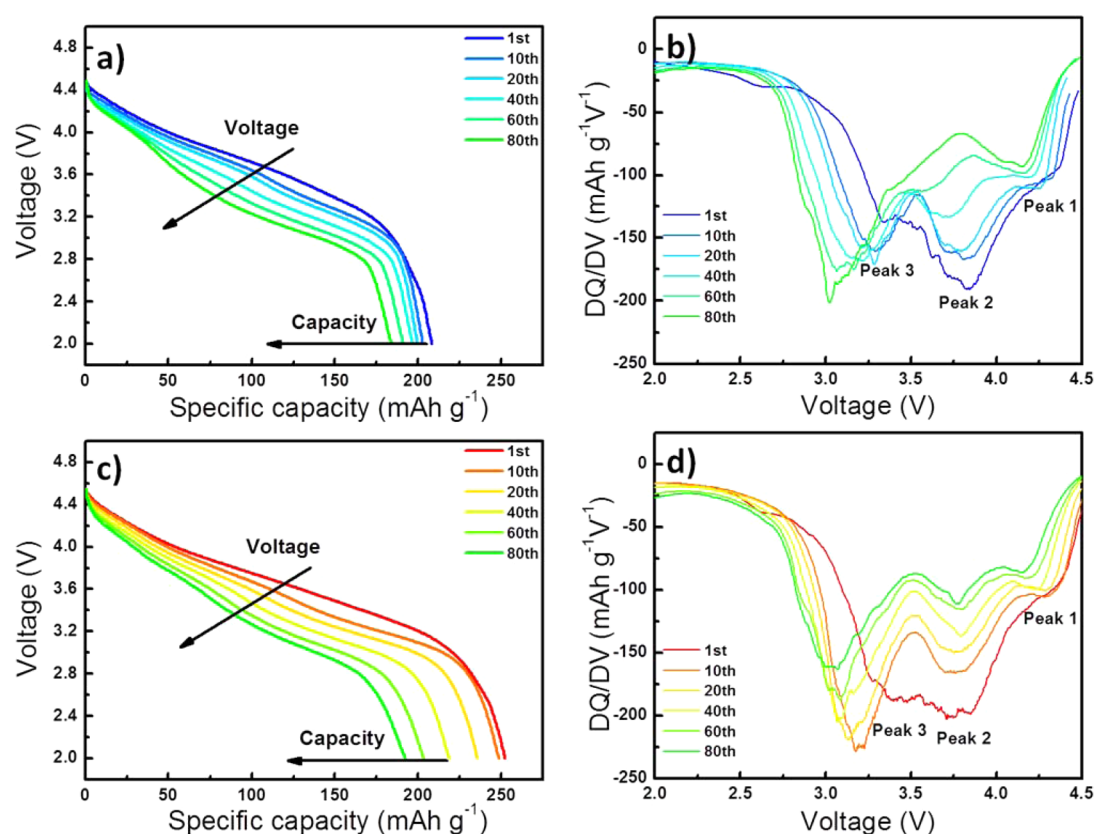 a)
Voltage (V)
4.8
4.4
4.0
3.6
3.2
2.8
2.4
2.0
1st
10th
20th
40th
60th
80th
Voltage
Capacity
0 50 100 150 200 250
Specific capacity (mAh g⁻¹)
b)
DQ/DV (mAh g⁻¹V⁻¹)
0
-50
-100
-150
-200
-250
Peak 1
1st
10th
20th
40th
60th
80th
Peak 3
Peak 2
2.0 2.5 3.0 3.5 4.0 4.5
Voltage (V)
c)
Voltage (V)
4.8
4.4
4.0
3.6
3.2
2.8
2.4
2.0
1st
10th
20th
40th
60th
80th
Voltage
Capacity
0 50 100 150 200 250
Specific capacity (mAh g⁻¹)
d)
DQ/DV (mAh g⁻¹V⁻¹)
0
-50
-100
-150
-200
-250
Peak 1
1st
10th
20th
40th
60th
80th
Peak 3
Peak 2
2.0 2.5 3.0 3.5 4.0 4.5
Voltage (V)